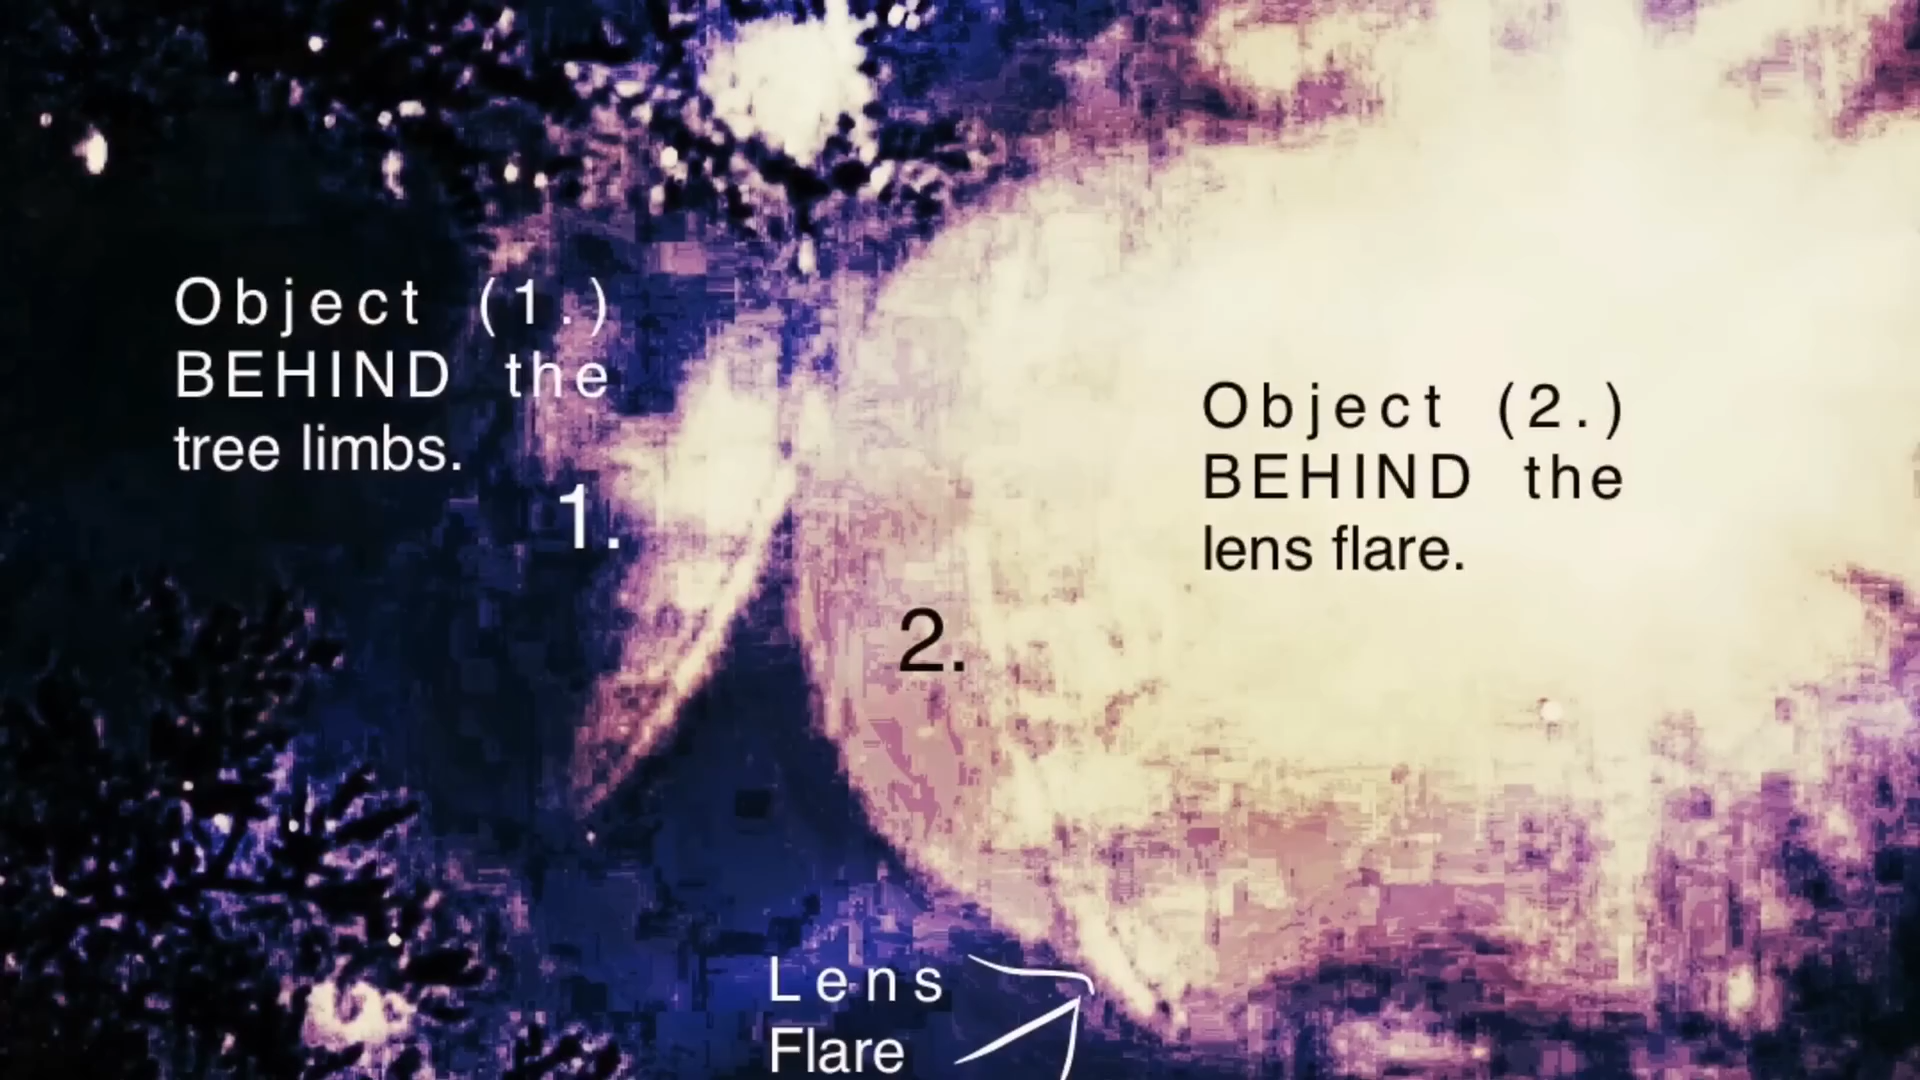 Object (1.)
BEHIND the
tree limbs.
1.
Object (2.)
BEHIND the
lens flare.
2.
Lens
Flare